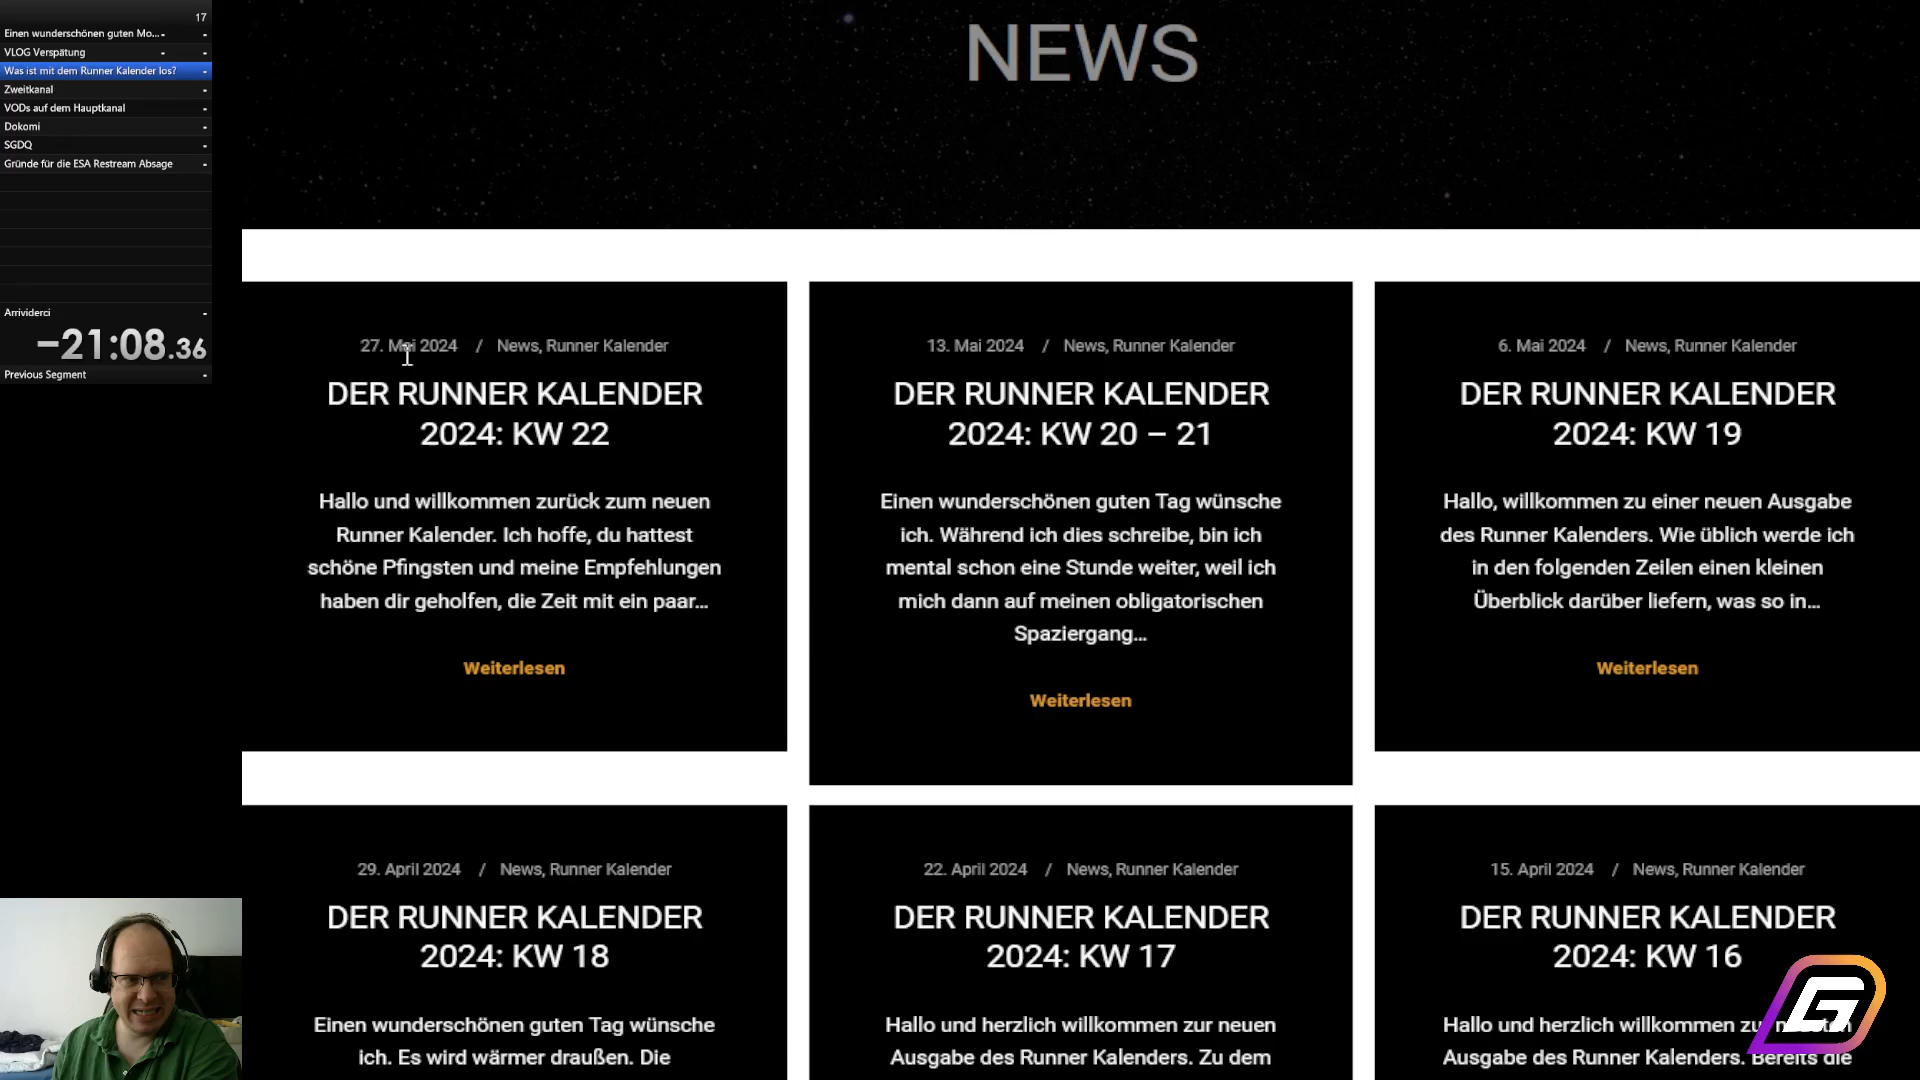 17
Einen wunderschönen guten Mo... - -
VLOG Verspätung - -
Was ist mit dem Runner Kalender los? -
Zweitkanal -
VODs auf dem Hauptkanal -
Dokomi -
SGDQ -
Gründe für die ESA Restream Absage -
Arrividerci -
−21:08.36
Previous Segment -
NEWS
27. Mai 2024 / News, Runner Kalender
DER RUNNER KALENDER
2024: KW 22
Hallo und willkommen zurück zum neuen
Runner Kalender. Ich hoffe, du hattest
schöne Pfingsten und meine Empfehlungen
haben dir geholfen, die Zeit mit ein paar...
Weiterlesen
13. Mai 2024 / News, Runner Kalender
DER RUNNER KALENDER
2024: KW 20 – 21
Einen wunderschönen guten Tag wünsche
ich. Während ich dies schreibe, bin ich
mental schon eine Stunde weiter, weil ich
mich dann auf meinen obligatorischen
Spaziergang...
Weiterlesen
6. Mai 2024 / News, Runner Kalender
DER RUNNER KALENDER
2024: KW 19
Hallo, willkommen zu einer neuen Ausgabe
des Runner Kalenders. Wie üblich werde ich
in den folgenden Zeilen einen kleinen
Überblick darüber liefern, was so in...
Weiterlesen
29. April 2024 / News, Runner Kalender
DER RUNNER KALENDER
2024: KW 18
Einen wunderschönen guten Tag wünsche
ich. Es wird wärmer draußen. Die
22. April 2024 / News, Runner Kalender
DER RUNNER KALENDER
2024: KW 17
Hallo und herzlich willkommen zur neuen
Ausgabe des Runner Kalenders. Zu dem
15. April 2024 / News, Runner Kalender
DER RUNNER KALENDER
2024: KW 16
Hallo und herzlich willkommen
Ausgabe des Runner Kalenders. Bereits die
G